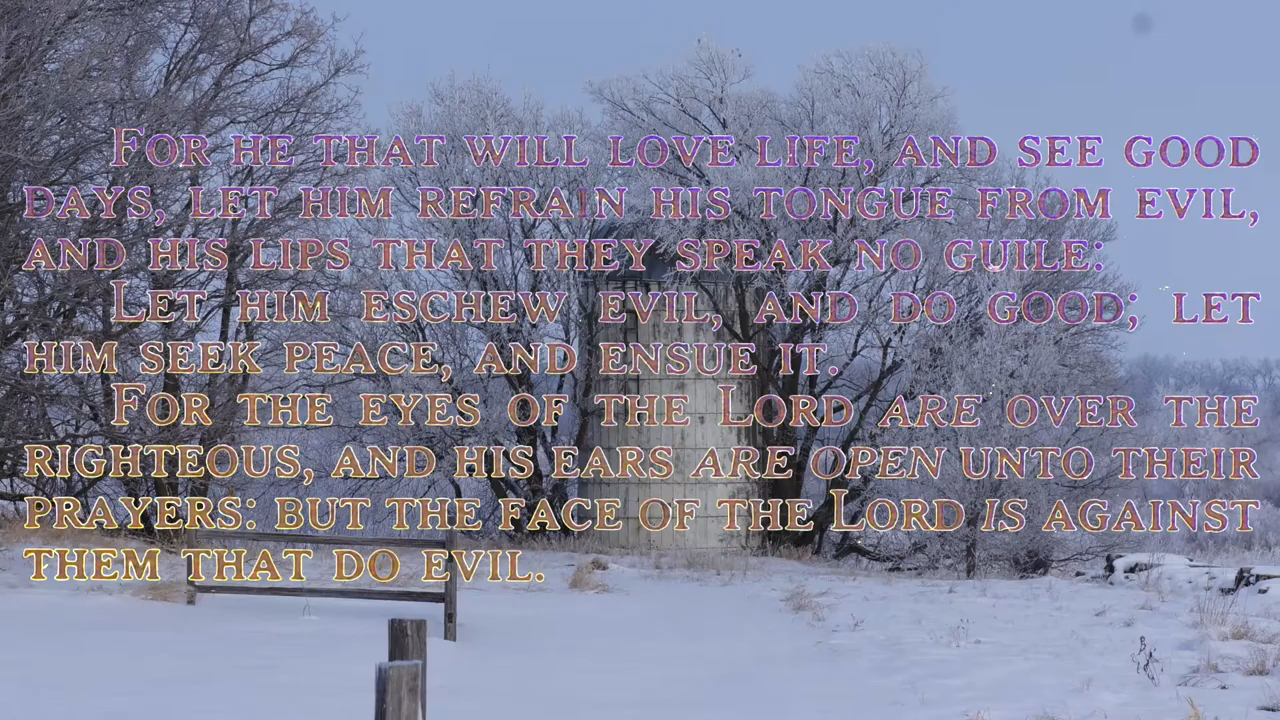 For he that will love life, and see good
days, let him refrain his tongue from evil,
and his lips that they speak no guile:
Let him eschew evil, and do good; let
him seek peace, and ensue it.
For the eyes of the Lord are over the
righteous, and his ears are open unto their
prayers: but the face of the Lord is against
them that do evil.